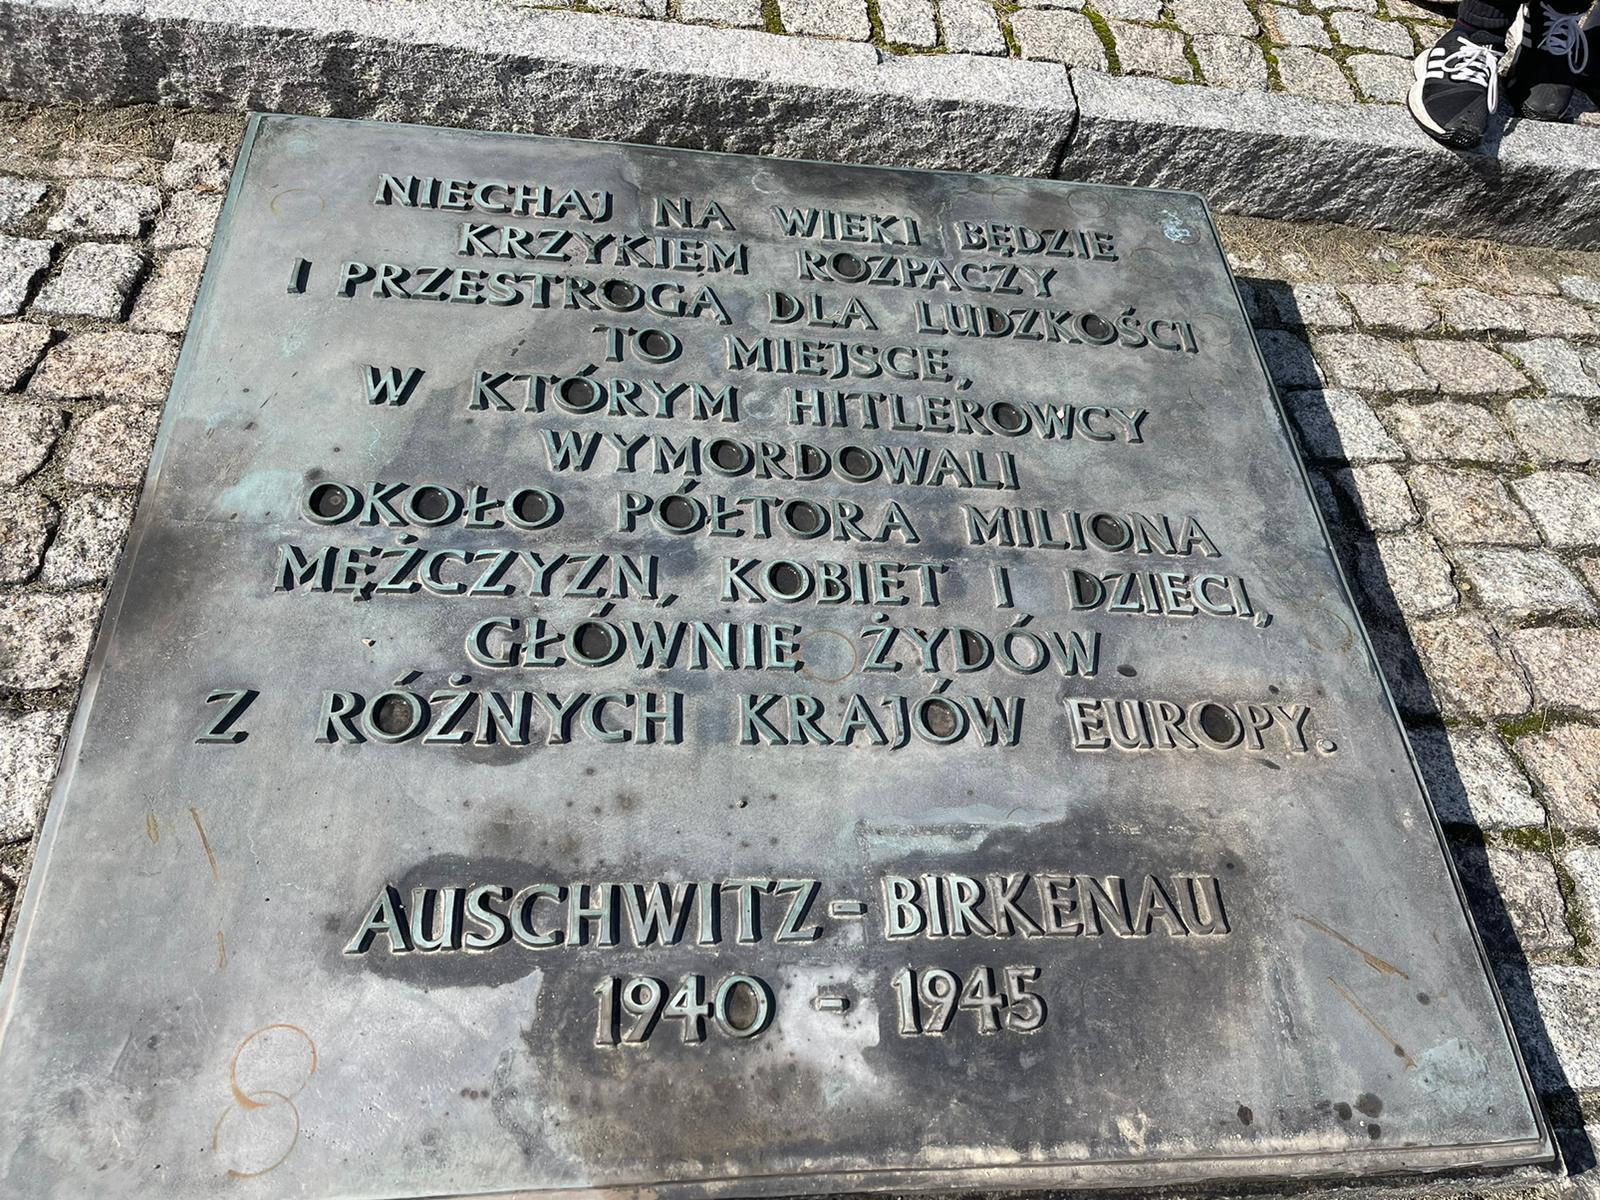 NIECHAJ NA WIEKI BĘDZIE
KRZYKIEM ROZPACZY
I PRZESTROGĄ DLA LUDZKOŚCI
TO MIEJSCE,
W KTÓRYM HITLEROWCY
WYMORDOWALI
OKOŁO PÓŁTORA MILIONA
MĘŻCZYZN, KOBIET I DZIECI,
GŁÓWNIE ŻYDÓW
Z RÓŻNYCH KRAJÓW EUROPY.
AUSCHWITZ-BIRKENAU
1940 - 1945